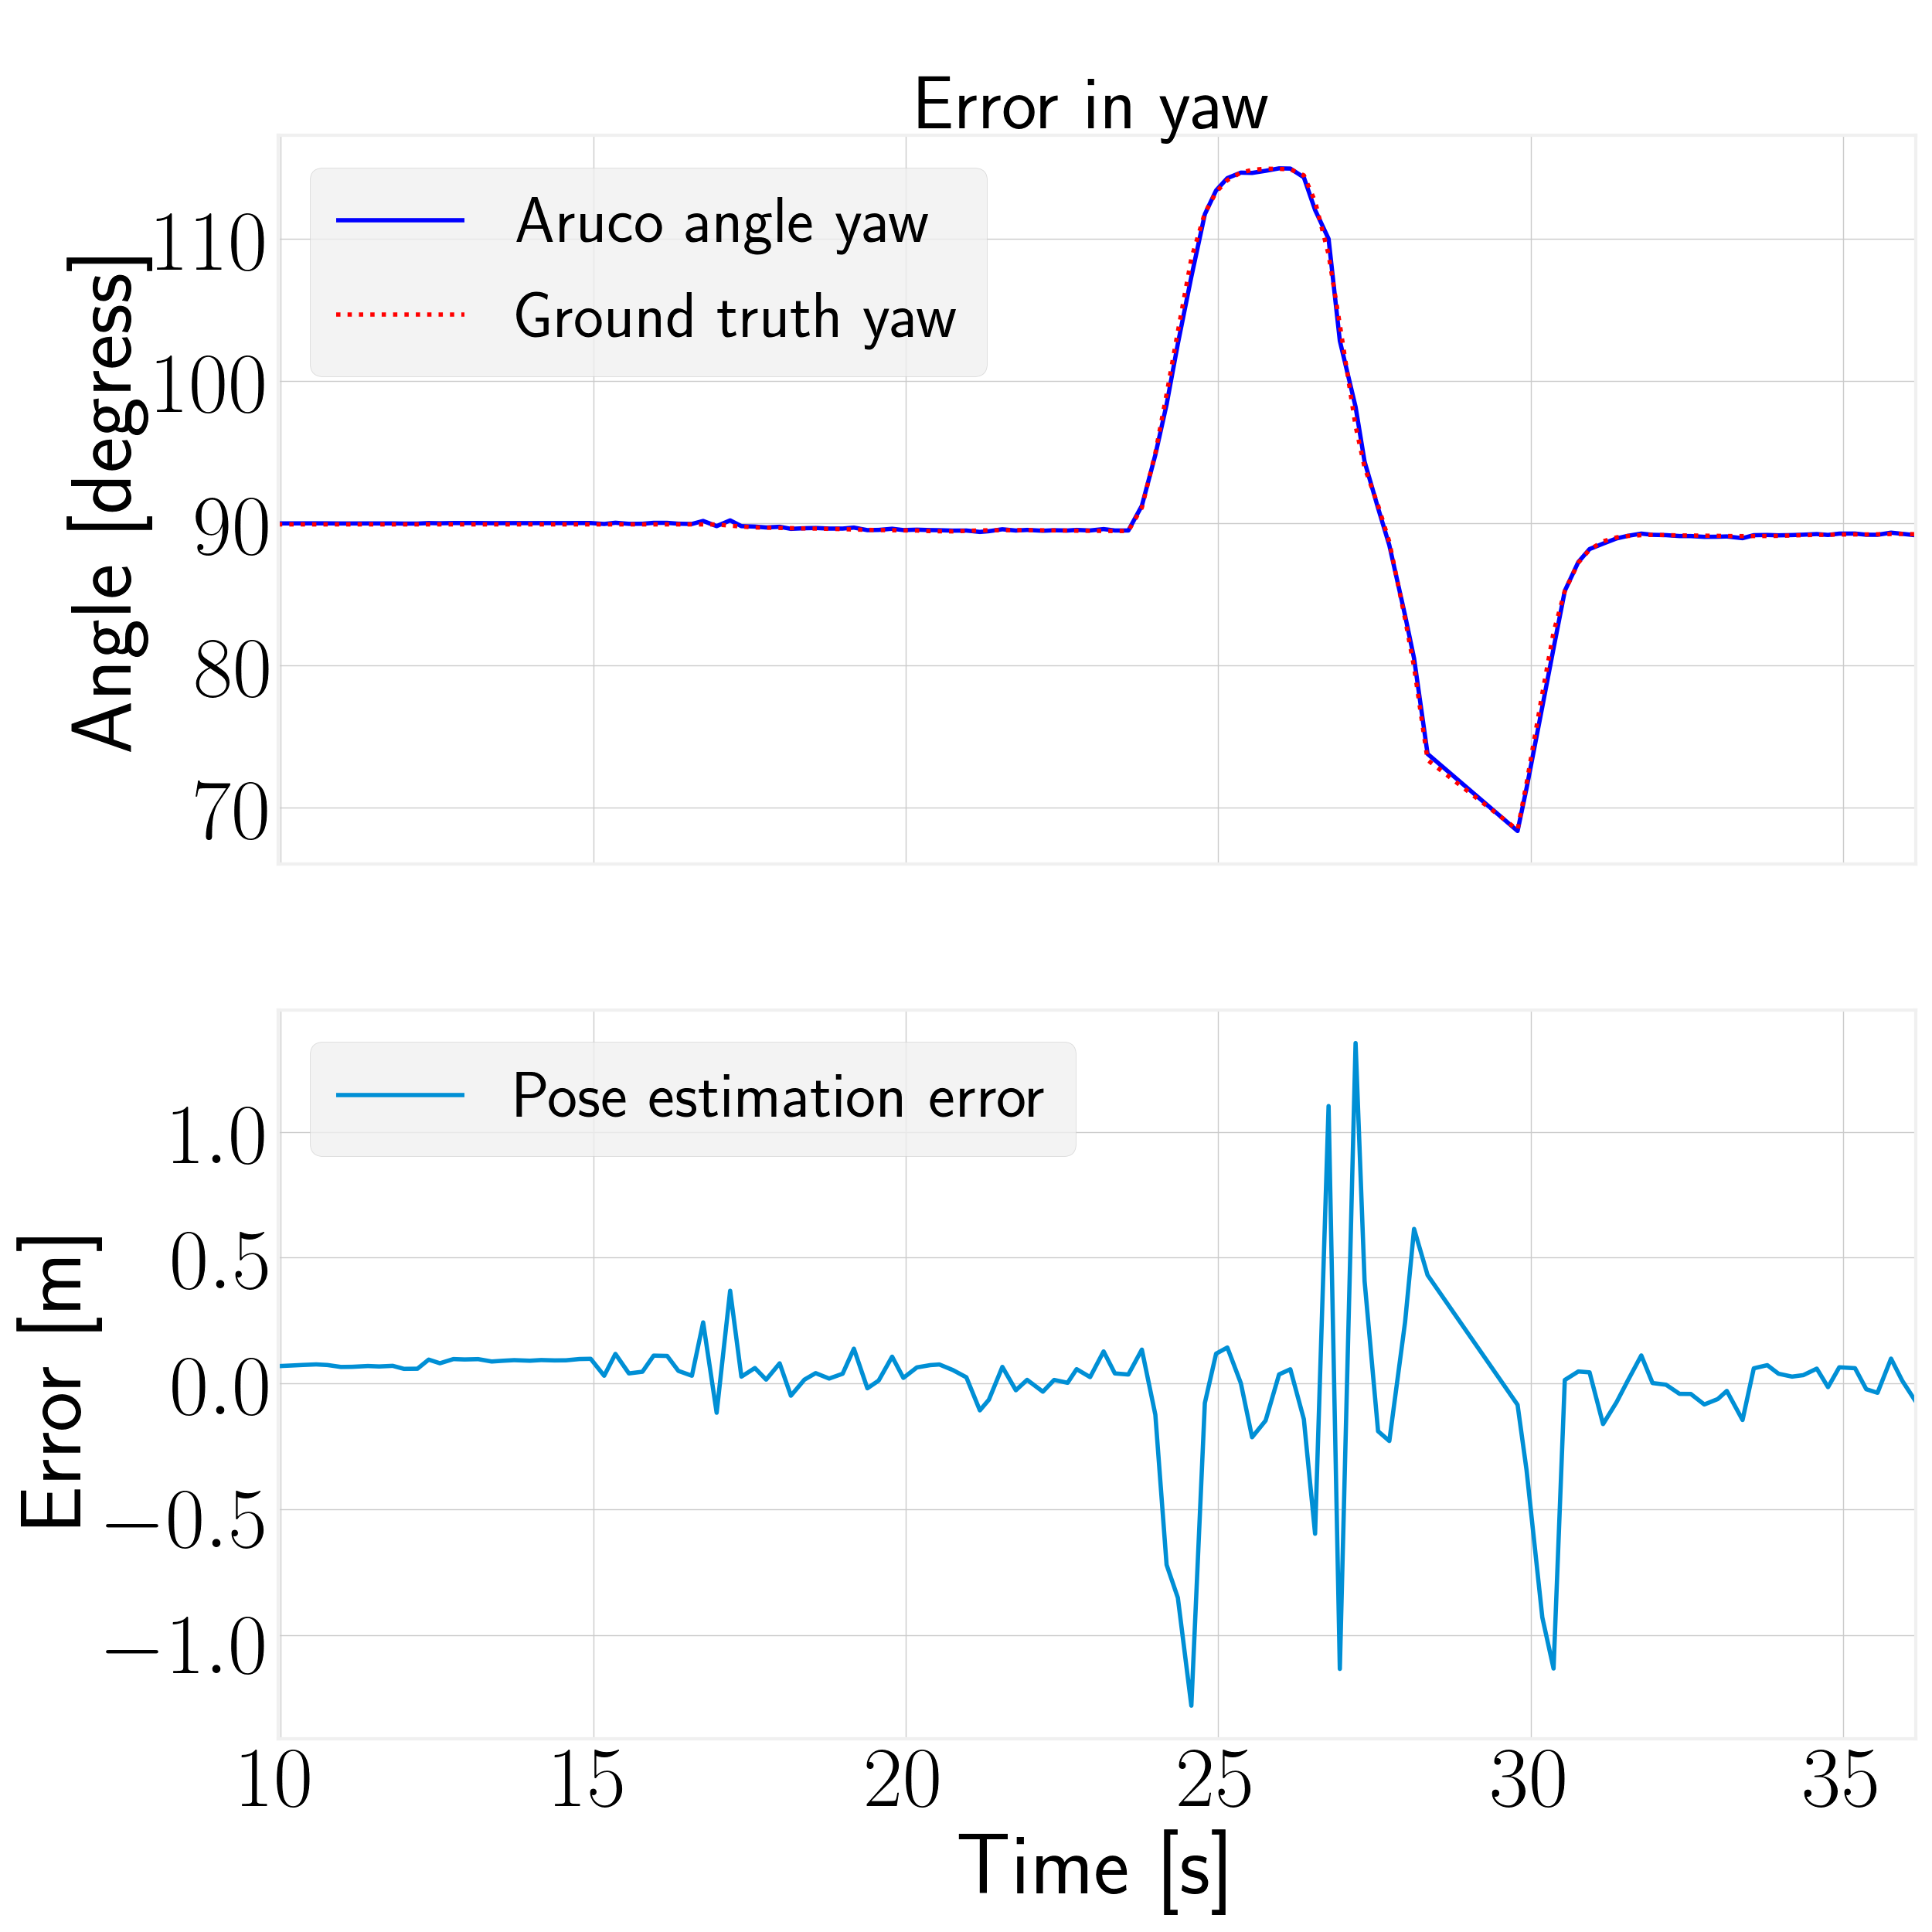 Error in yaw
Angle [degress]
110
100
90
80
70
Aruco angle yaw
Ground truth yaw
Error [m]
1.0
0.5
0.0
−0.5
−1.0
Pose estimation error
10 15 20 25 30 35
Time [s]